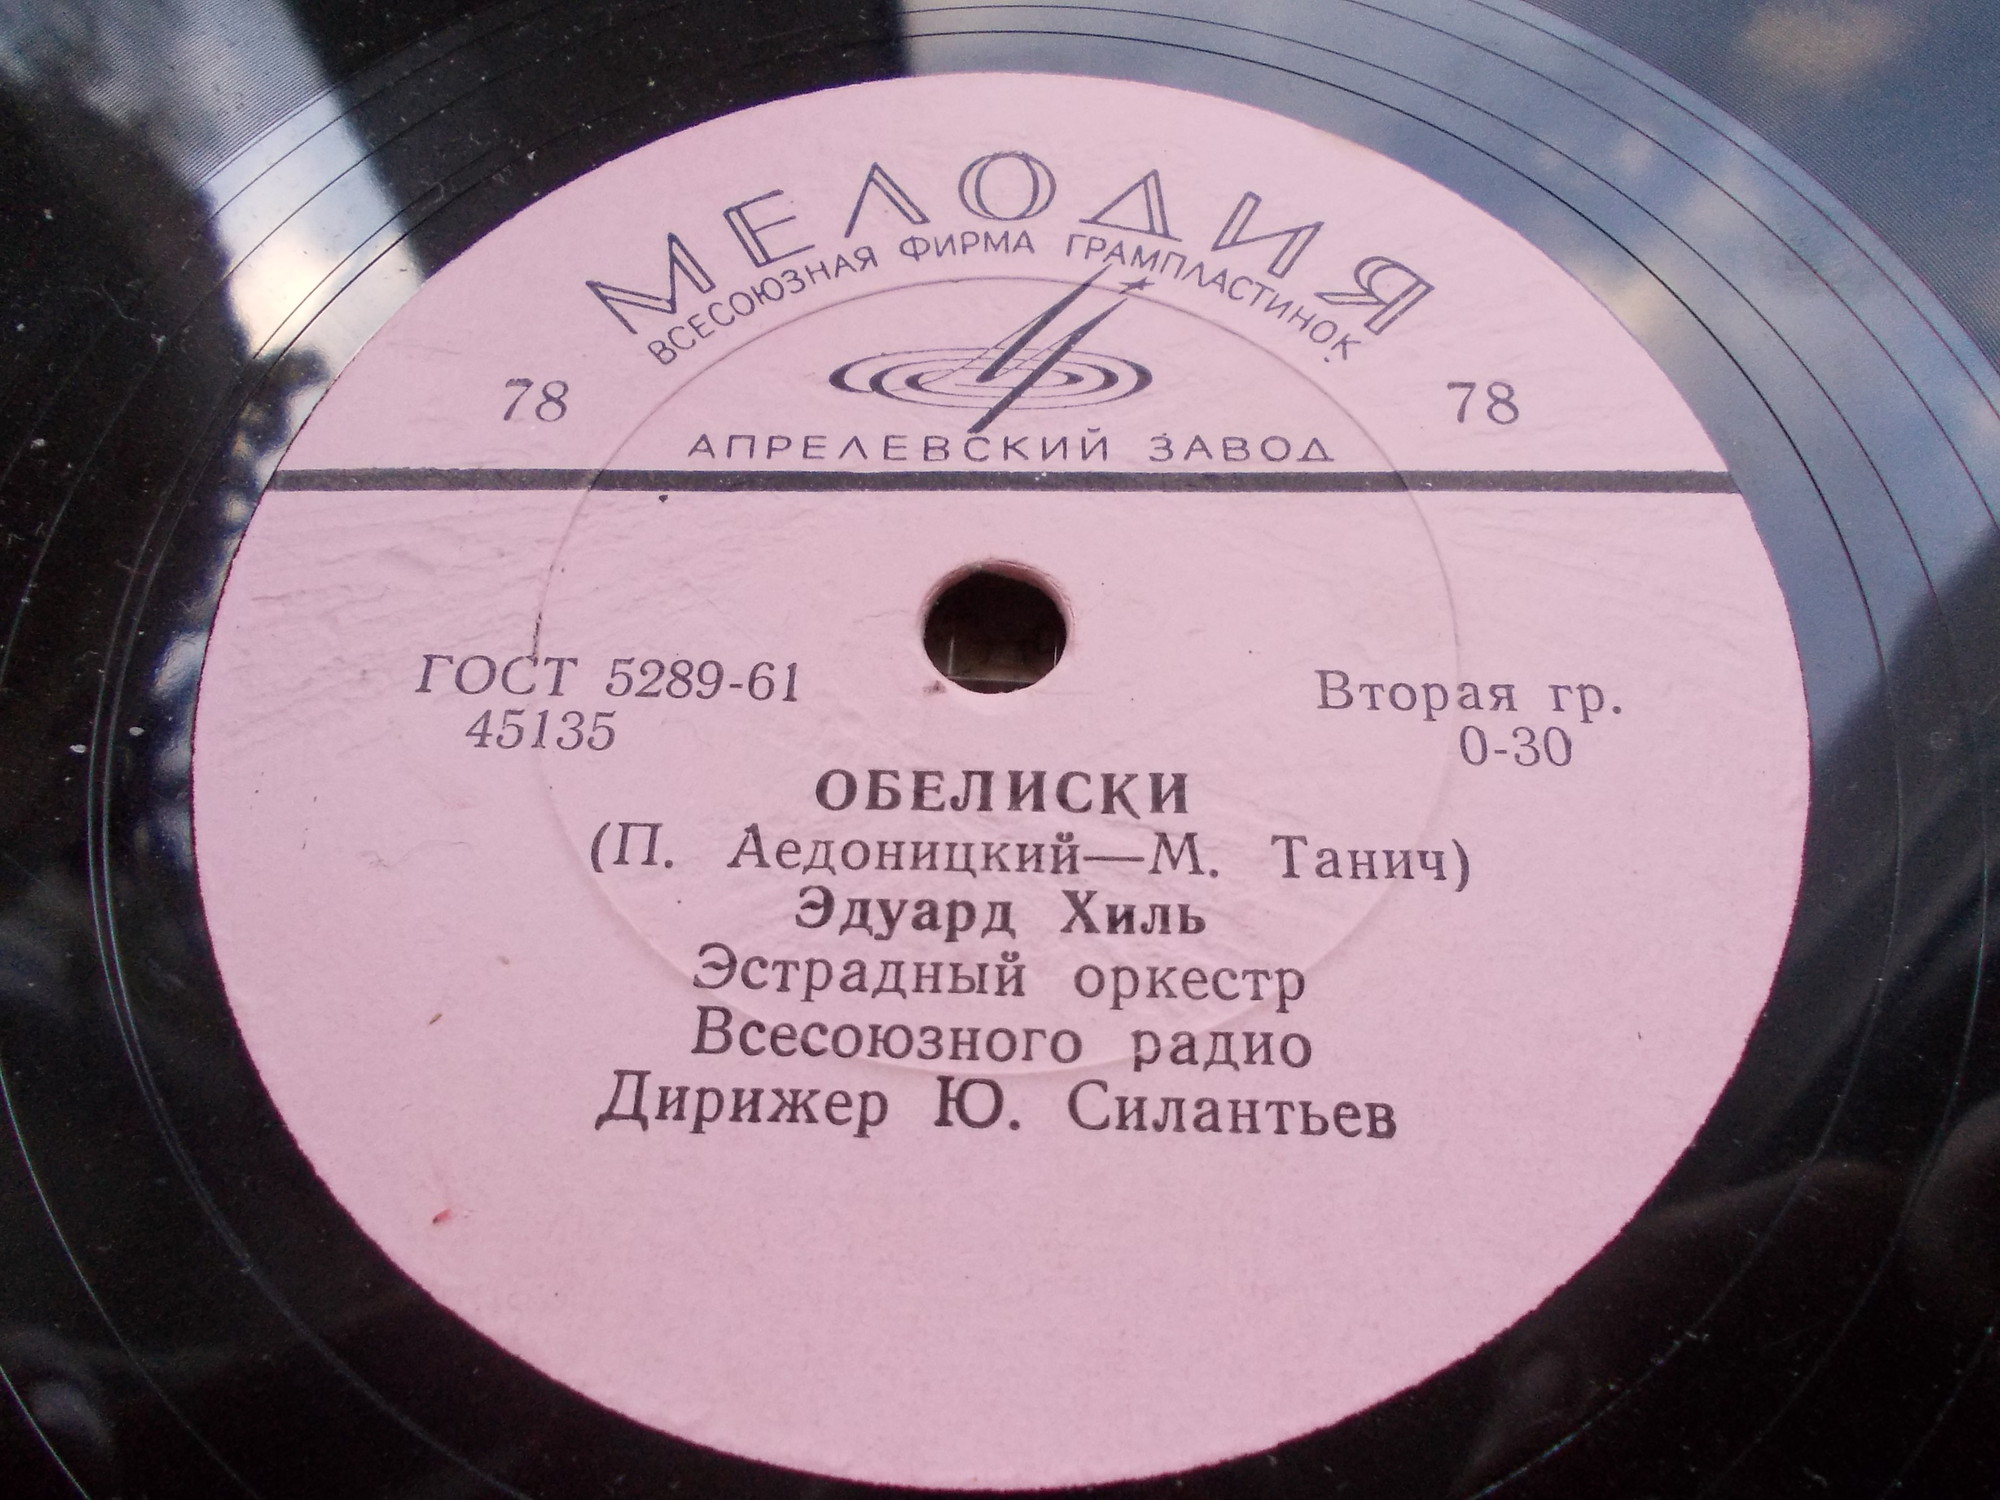 МЕЛОДИЯ
ВСЕСОЮЗНАЯ ФИРМА ГРАМПЛАСТИНОК
78 78
АПРЕЛЕВСКИЙ ЗАВОД
ГОСТ 5289-61 Вторая гр.
45135 0-30
ОБЕЛИСКИ
(П. Аедоницкий—М. Танич)
Эдуард Хиль
Эстрадный оркестр
Всесоюзного радио
Дирижер Ю. Силантьев